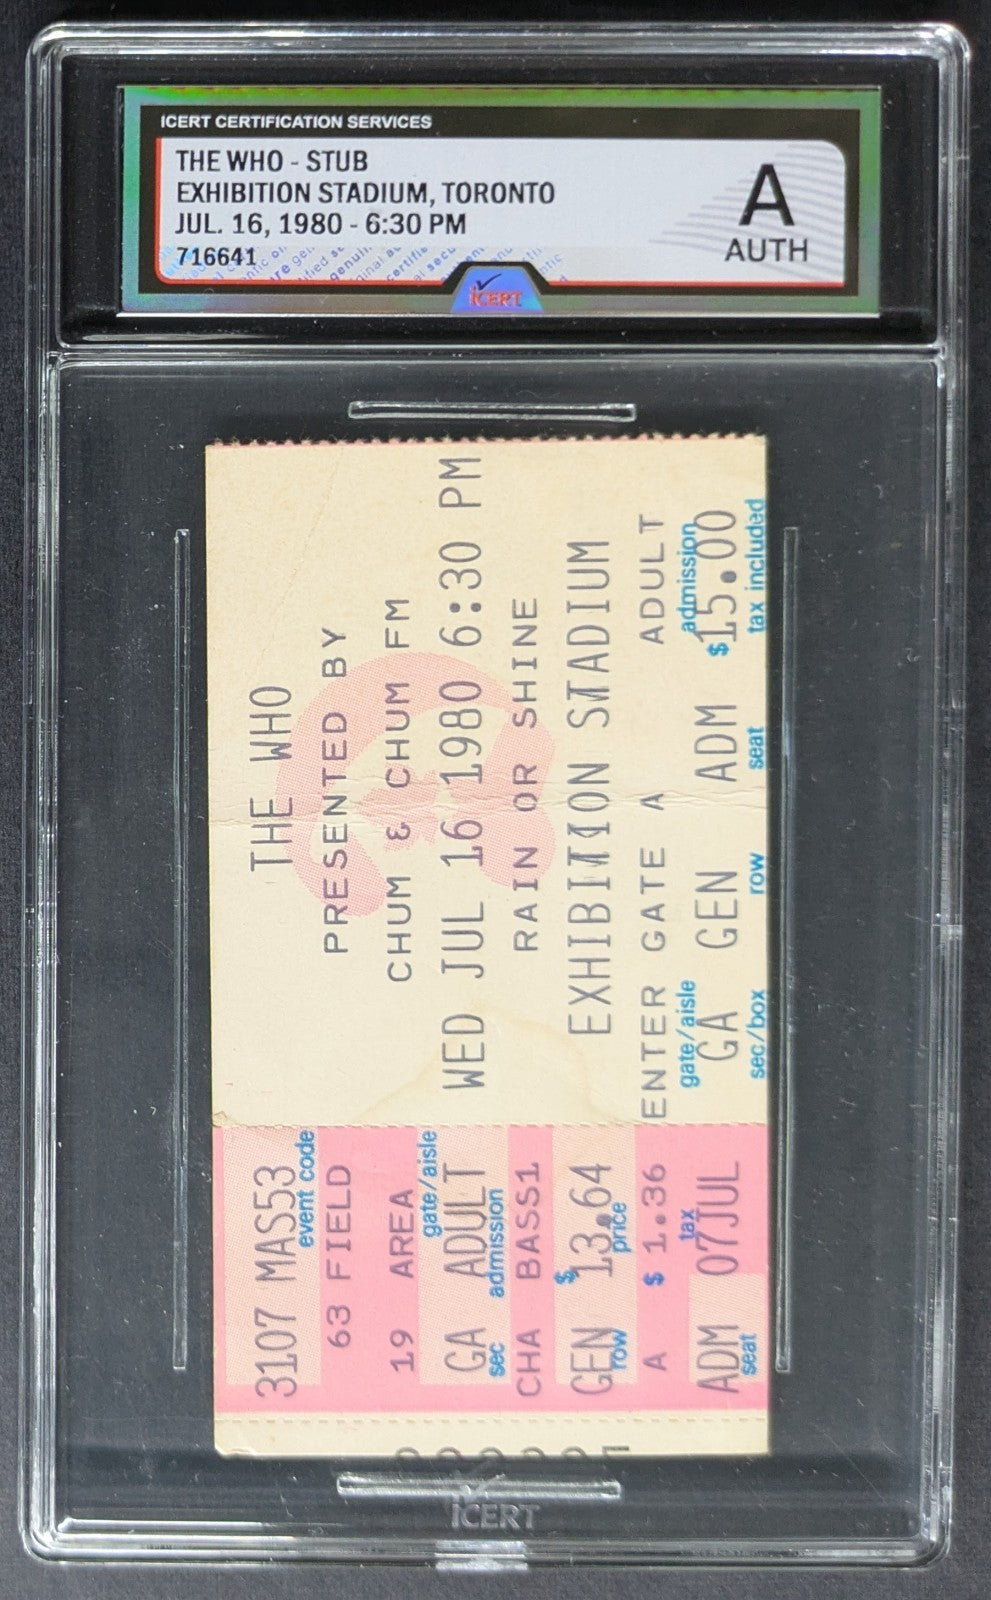 ICERT CERTIFICATION SERVICES
THE WHO - STUB
EXHIBITION STADIUM, TORONTO
JUL. 16, 1980 - 6:30 PM
716641
A
AUTH
ICERT
THE WHO
PRESENTED BY
CHUM & CHUM FM
WED JUL 16 1980 6:30 PM
RAIN OR SHINE
EXHIBITION STADIUM
ENTER GATE A ADULT
gate/aisle admission
GA GEN ADM $15.00
sec/box row seat tax included
3107 MAS53
event code
63 FIELD
19 AREA
gate/aisle
GA ADULT
sec admission
CHA BASS1
GEN $ 13.64
row price
A $ 1.36
tax
ADM 07JUL
seat
ICERT